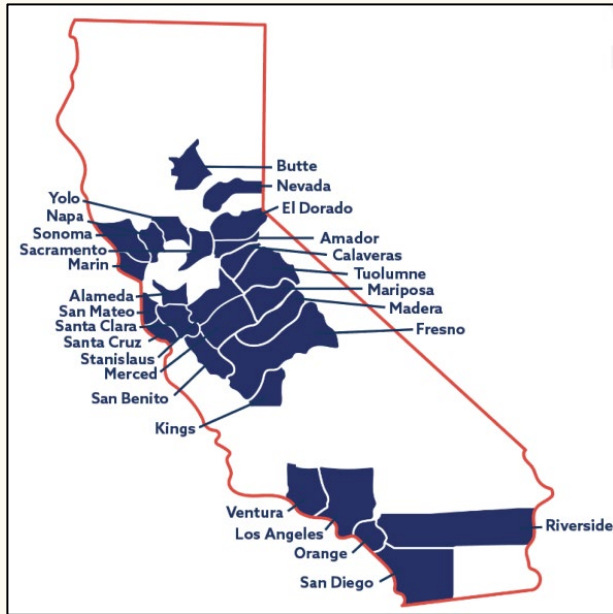 Butte
Nevada
Yolo
El Dorado
Napa
Sonoma
Amador
Sacramento
Calaveras
Marin
Tuolumne
Mariposa
Alameda
Madera
San Mateo
Santa Clara
Fresno
Santa Cruz
Stanislaus
Merced
San Benito
Kings
Ventura
Los Angeles
Riverside
Orange
San Diego